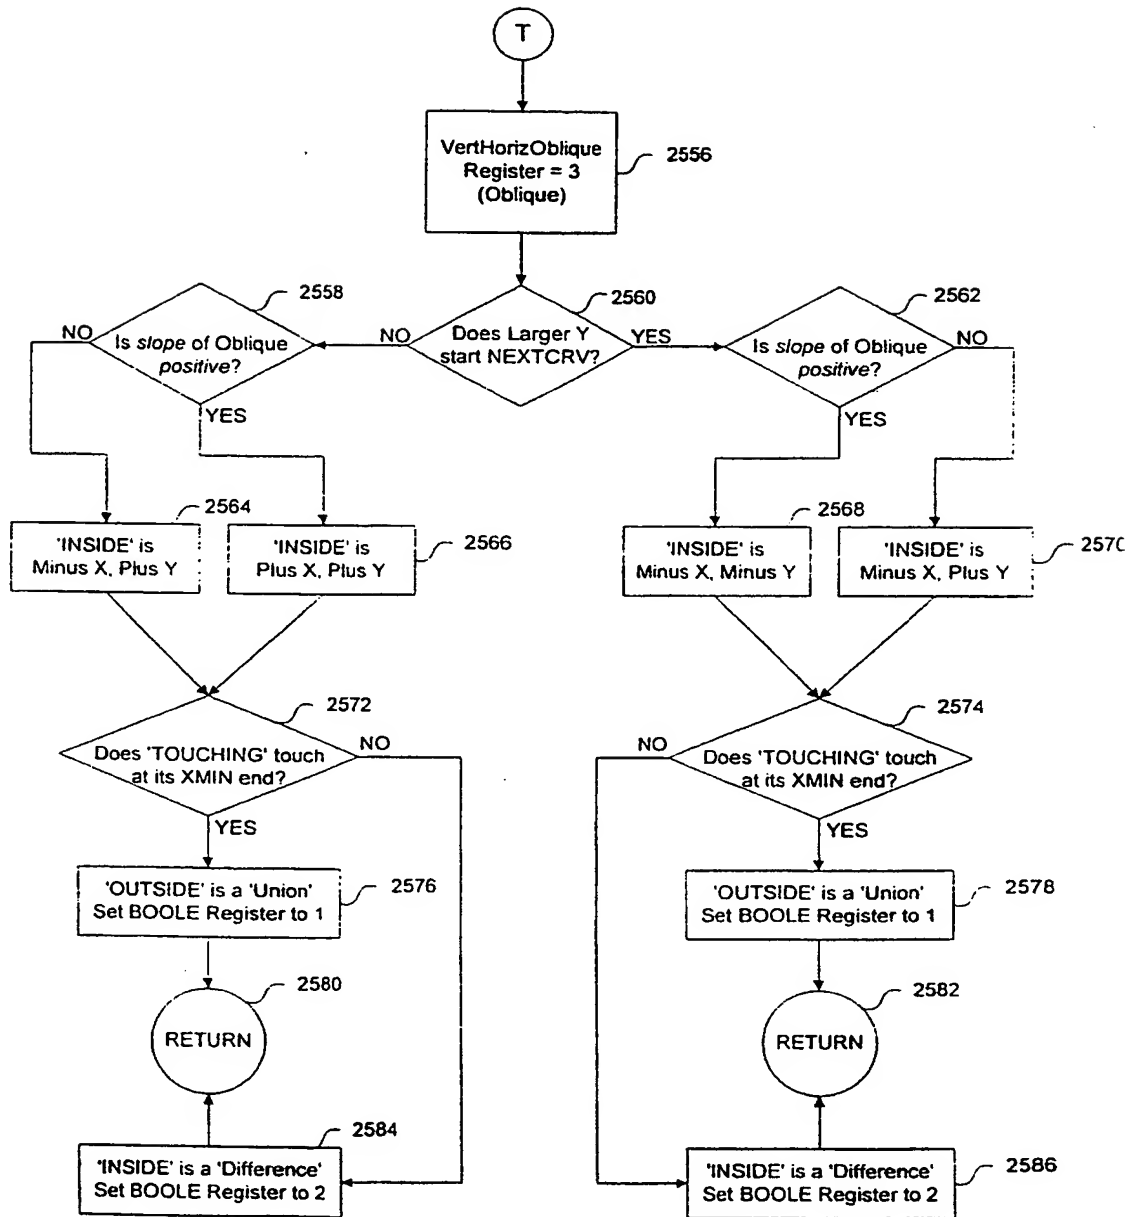 T
VertHorizOblique
Register = 3
(Oblique)
2556
2558
2560
2562
NO
Is slope of Oblique
positive?
NO
Does Larger Y
start NEXTCRV?
YES
Is slope of Oblique
positive?
NO
YES
YES
2564
'INSIDE' is
Minus X, Plus Y
'INSIDE' is
Plus X, Plus Y
2566
2568
'INSIDE' is
Minus X, Minus Y
'INSIDE' is
Minus X, Plus Y
2570
2572
Does 'TOUCHING' touch
at its XMIN end?
NO
2574
NO
Does 'TOUCHING' touch
at its XMIN end?
YES
YES
'OUTSIDE' is a 'Union'
Set BOOLE Register to 1
2576
'OUTSIDE' is a 'Union'
Set BOOLE Register to 1
2578
2580
RETURN
2582
RETURN
2584
'INSIDE' is a 'Difference'
Set BOOLE Register to 2
'INSIDE' is a 'Difference'
Set BOOLE Register to 2
2586